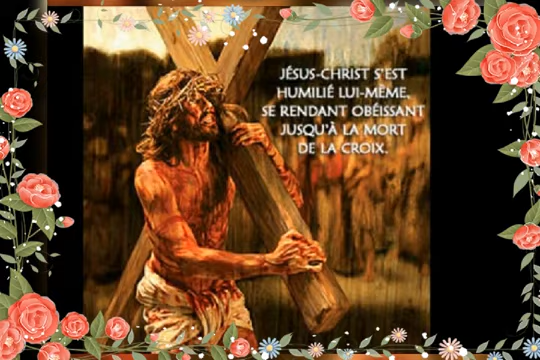 JÉSUS-CHRIST S'EST
HUMILIÉ LUI-MÊME,
SE RENDANT OBÉISSANT
JUSQU'À LA MORT
DE LA CROIX.